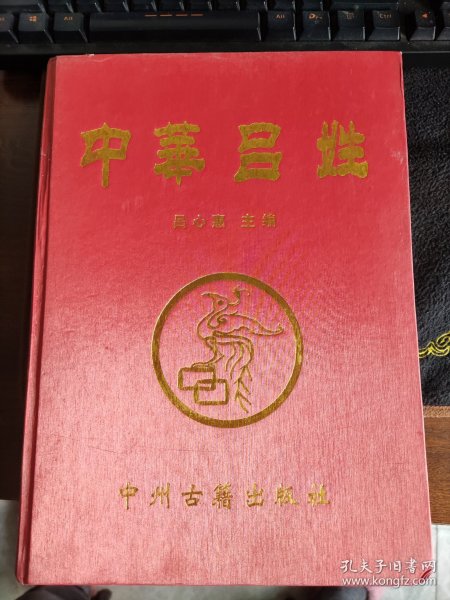 中華吕姓
吕心惠 主编
中州古籍出版社
孔夫子旧书网
www.kongfz.com